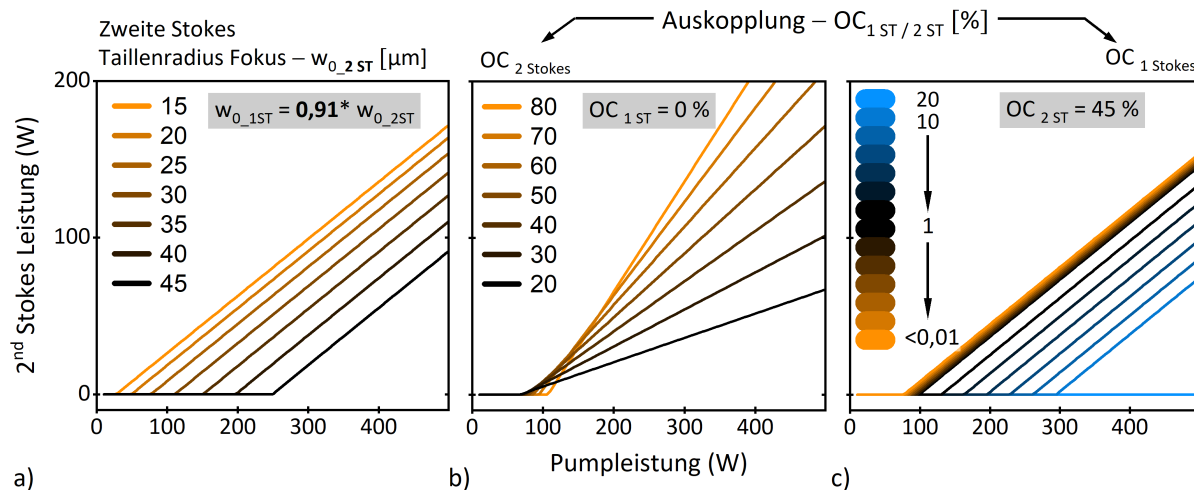 Auskopplung – OC 1 ST / 2 ST [%]
Zweite Stokes
Taillenradius Fokus – w0_2 ST [µm]
OC 2 Stokes
OC 1 Stokes
2nd Stokes Leistung (W)
200
100
0
15
20
25
30
35
40
45
w0_1ST = 0,91* w0_2ST
0
100
200
300
400
a)
80
70
60
50
40
30
20
OC 1 ST = 0 %
0
100
200
300
400
b)
20
10
1
<0,01
OC 2 ST = 45 %
0
100
200
300
400
c)
Pumpleistung (W)